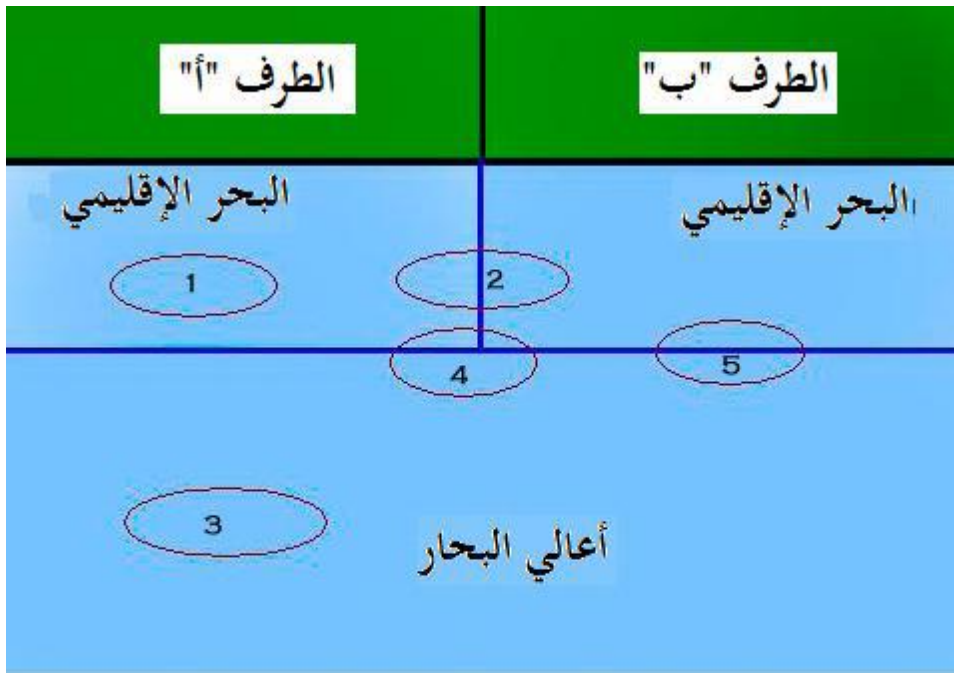 الطرف "أ"
الطرف "ب"
البحر الإقليمي
البحر الإقليمي
1
2
4
5
3
أعالي البحار